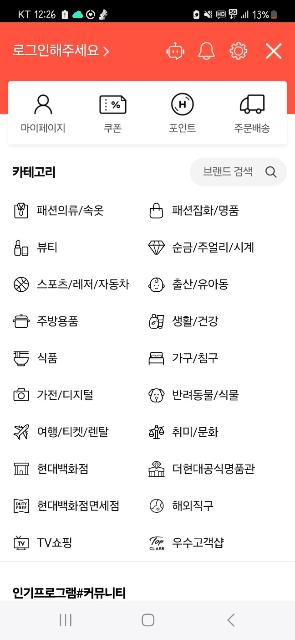 KT 12:26 13%
로그인해주세요 >
마이페이지 쿠폰 포인트 주문배송
카테고리 브랜드 검색
패션의류/속옷 패션잡화/명품
뷰티 순금/주얼리/시계
스포츠/레저/자동차 출산/유아동
주방용품 생활/건강
식품 가구/침구
가전/디지털 반려동물/식물
여행/티켓/렌탈 취미/문화
현대백화점 더현대공식명품관
현대백화점면세점 해외직구
TV쇼핑 우수고객샵
인기프로그램#커뮤니티